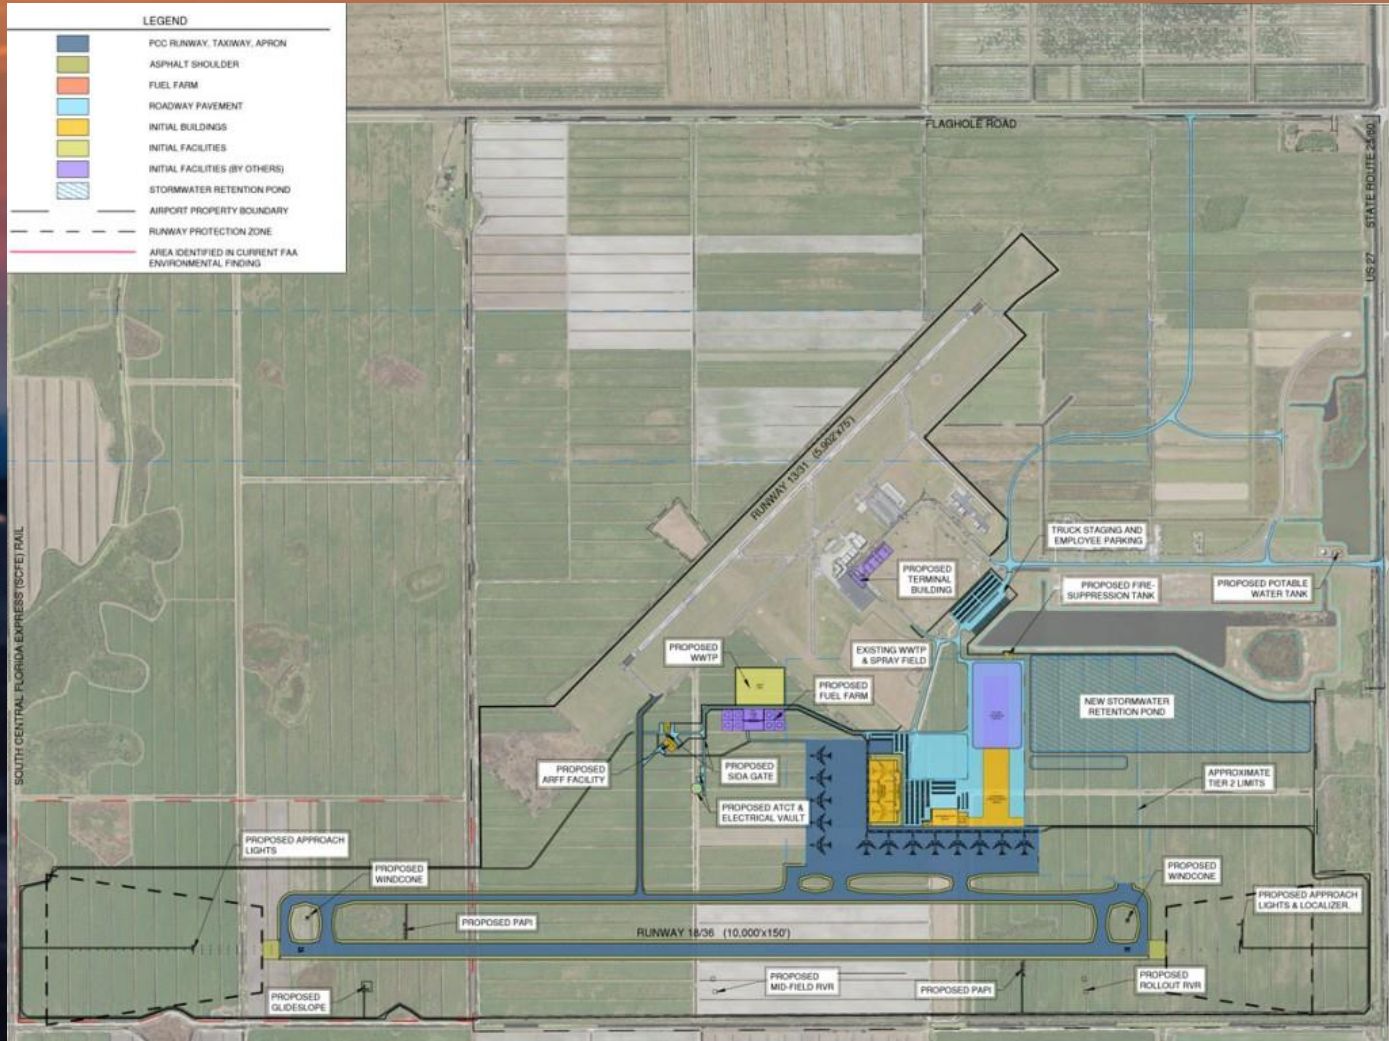 LEGEND
PCC RUNWAY, TAXIWAY, APRON
ASPHALT SHOULDER
FUEL FARM
ROADWAY PAVEMENT
INITIAL BUILDINGS
INITIAL FACILITIES
INITIAL FACILITIES (BY OTHERS)
STORMWATER RETENTION POND
AIRPORT PROPERTY BOUNDARY
RUNWAY PROTECTION ZONE
AREA IDENTIFIED IN CURRENT FAA
ENVIRONMENTAL FINDING
FLAGHOLE ROAD
US 27 STATE ROUTE 25/80
SOUTH CENTRAL FLORIDA EXPRESS (SCFE) RAIL
RUNWAY 13/31 (5,902'x75')
TRUCK STAGING AND
EMPLOYEE PARKING
PROPOSED
TERMINAL
BUILDING
PROPOSED FIRE-
SUPPRESSION TANK
PROPOSED POTABLE
WATER TANK
PROPOSED
WWTP
EXISTING WWTP
& SPRAY FIELD
PROPOSED
FUEL FARM
NEW STORMWATER
RETENTION POND
PROPOSED
ARFF FACILITY
PROPOSED
SIDA GATE
APPROXIMATE
TIER 2 LIMITS
PROPOSED ATCT &
ELECTRICAL VAULT
PROPOSED APPROACH
LIGHTS
PROPOSED
WINDCONE
PROPOSED
WINDCONE
PROPOSED APPROACH
LIGHTS & LOCALIZER.
PROPOSED PAPI
RUNWAY 18/36 (10,000'x150')
PROPOSED
GLIDESLOPE
PROPOSED
MID-FIELD RVR
PROPOSED PAPI
PROPOSED
ROLLOUT RVR